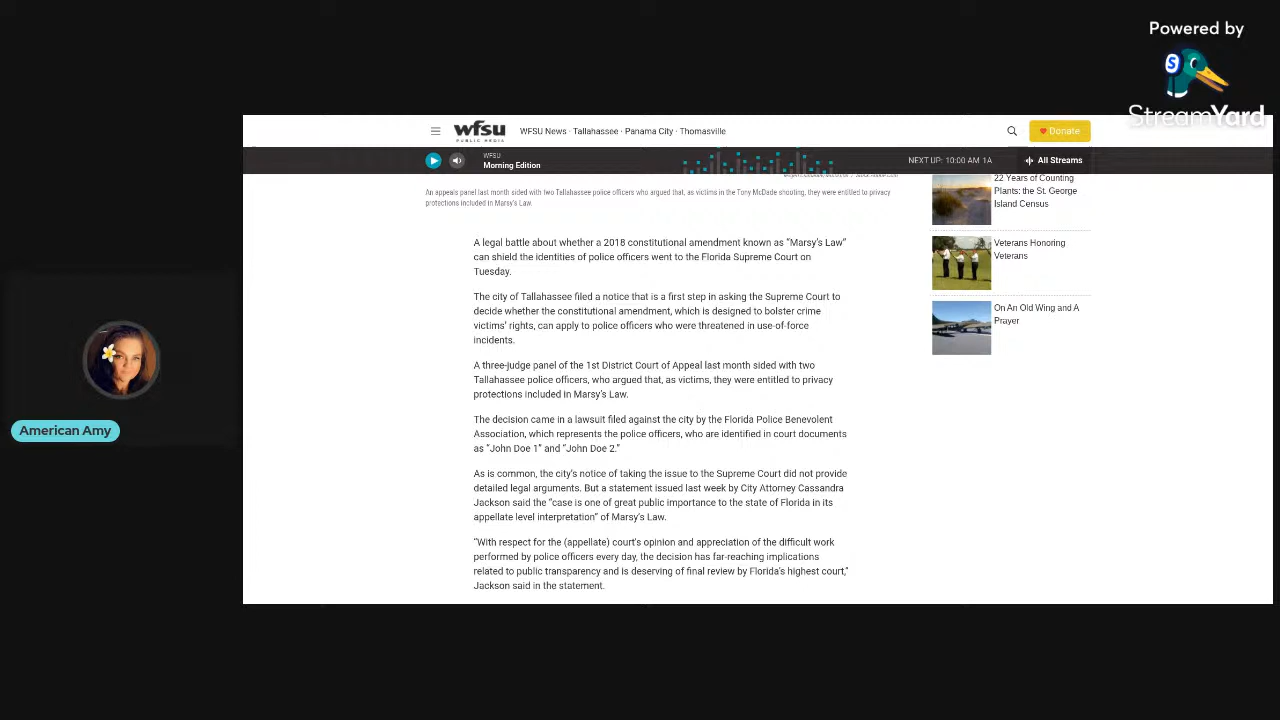 Powered by
StreamYard
wfsu
PUBLIC MEDIA
WFSU News · Tallahassee · Panama City · Thomasville
Donate
WFSU
Morning Edition
NEXT UP: 10:00 AM 1A
All Streams
An appeals panel last month sided with two Tallahassee police officers who argued that, as victims in the Tony McDade shooting, they were entitled to privacy
protections included in Marsy's Law.
A legal battle about whether a 2018 constitutional amendment known as “Marsy’s Law”
can shield the identities of police officers went to the Florida Supreme Court on
Tuesday.
The city of Tallahassee filed a notice that is a first step in asking the Supreme Court to
decide whether the constitutional amendment, which is designed to bolster crime
victims’ rights, can apply to police officers who were threatened in use-of-force
incidents.
A three-judge panel of the 1st District Court of Appeal last month sided with two
Tallahassee police officers, who argued that, as victims, they were entitled to privacy
protections included in Marsy’s Law.
The decision came in a lawsuit filed against the city by the Florida Police Benevolent
Association, which represents the police officers, who are identified in court documents
as “John Doe 1” and “John Doe 2.”
As is common, the city’s notice of taking the issue to the Supreme Court did not provide
detailed legal arguments. But a statement issued last week by City Attorney Cassandra
Jackson said the “case is one of great public importance to the state of Florida in its
appellate level interpretation” of Marsy’s Law.
“With respect for the (appellate) court’s opinion and appreciation of the difficult work
performed by police officers every day, the decision has far-reaching implications
related to public transparency and is deserving of final review by Florida’s highest court,”
Jackson said in the statement.
22 Years of Counting
Plants: the St. George
Island Census
Veterans Honoring
Veterans
On An Old Wing and A
Prayer
American Amy